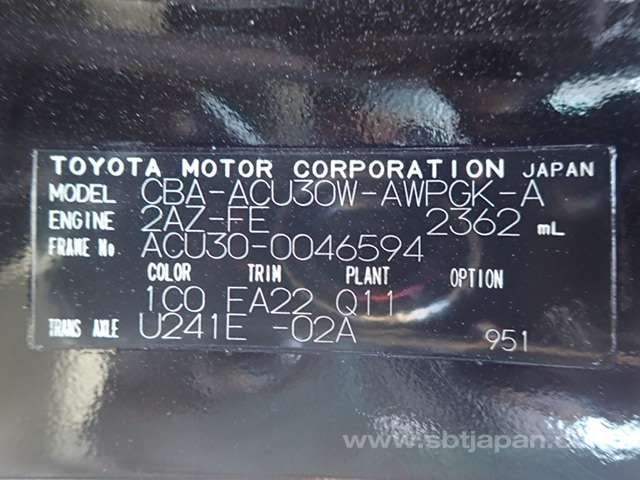 TOYOTA MOTOR CORPORATION JAPAN
MODEL CBA-ACU30W-AWPGK-A
ENGINE 2AZ-FE 2362 mL
FRAME No ACU30-0046594
COLOR TRIM PLANT OPTION
1C0 FA22 Q11
TRANS AXLE U241E -02A 951
www.sbtjapan.c